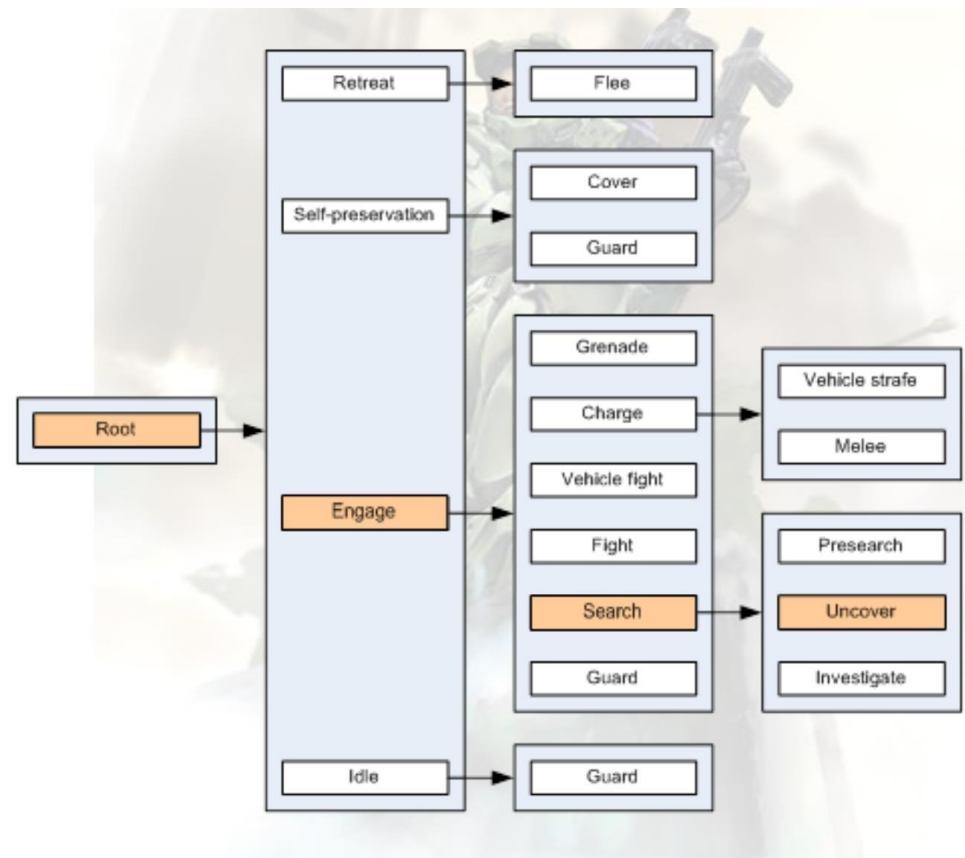 Retreat
Flee
Cover
Self-preservation
Guard
Grenade
Vehicle strafe
Charge
Root
Melee
Vehicle fight
Engage
Fight
Presearch
Search
Uncover
Guard
Investigate
Idle
Guard